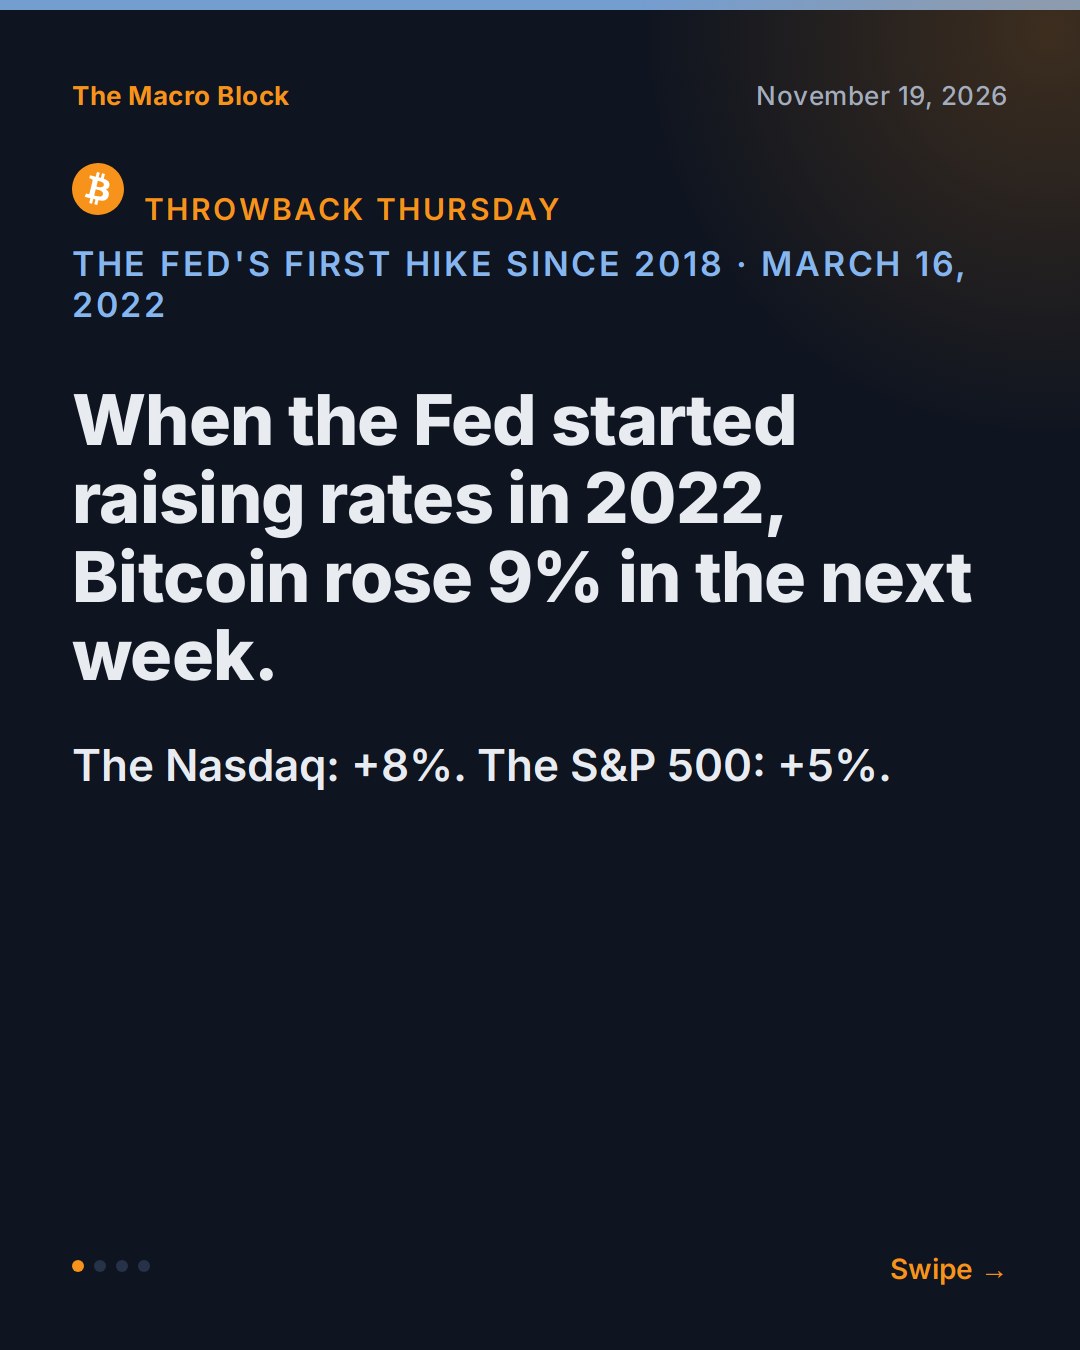 The Macro Block
November 19, 2026
THROWBACK THURSDAY
THE FED'S FIRST HIKE SINCE 2018 · MARCH 16,
2022
When the Fed started
raising rates in 2022,
Bitcoin rose 9% in the next
week.
The Nasdaq: +8%. The S&P 500: +5%.
Swipe →